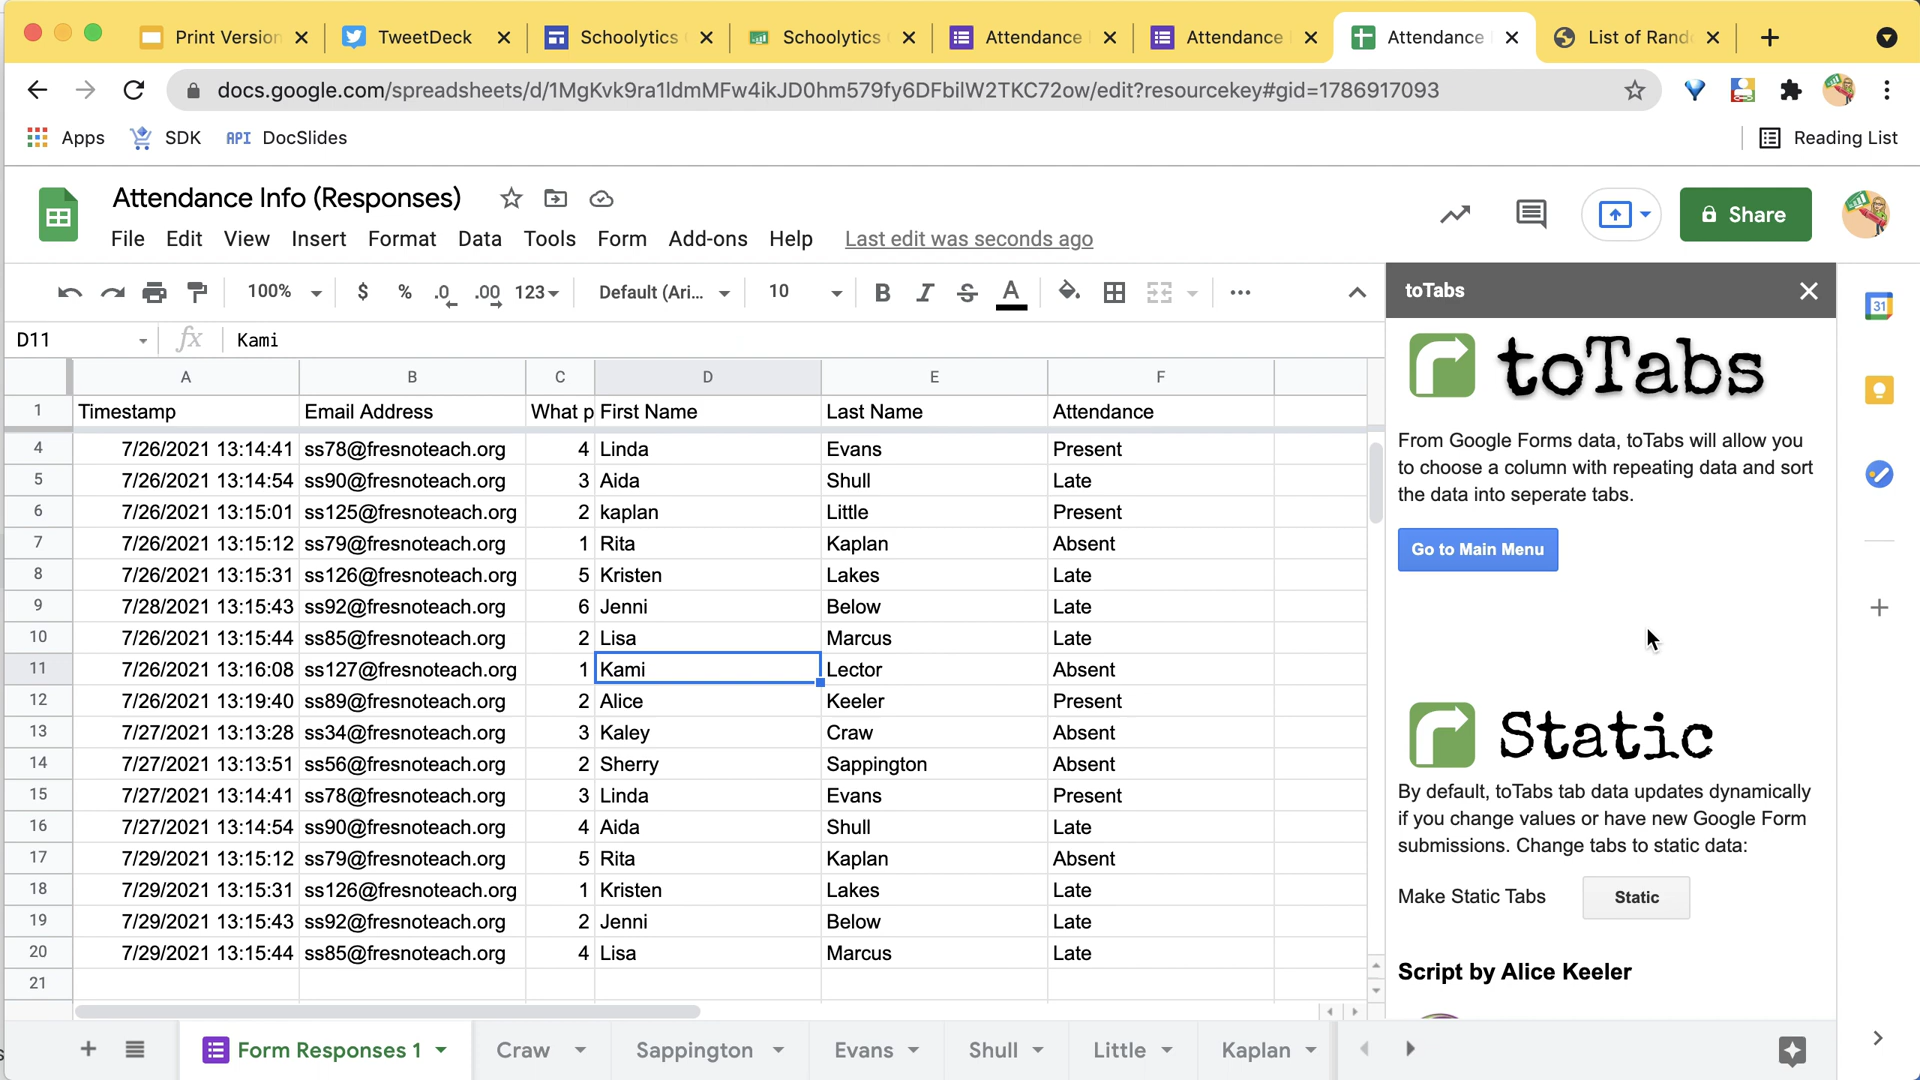 Print Version
TweetDeck
Schoolytics
Schoolytics
Attendance
Attendance
Attendance
List of Rand
docs.google.com/spreadsheets/d/1MgKvk9ra1ldmMFw4ikJD0hm579fy6DFbilW2TKC72ow/edit?resourcekey#gid=1786917093
Apps
SDK
API DocSlides
Reading List
Attendance Info (Responses)
File Edit View Insert Format Data Tools Form Add-ons Help Last edit was seconds ago
Share
100% $ % .0 .00 123 Default (Ari... 10 B I S A
D11 fx Kami
A B C D E F
1 Timestamp Email Address What p First Name Last Name Attendance
4 7/26/2021 13:14:41 ss78@fresnoteach.org 4 Linda Evans Present
5 7/26/2021 13:14:54 ss90@fresnoteach.org 3 Aida Shull Late
6 7/26/2021 13:15:01 ss125@fresnoteach.org 2 kaplan Little Present
7 7/26/2021 13:15:12 ss79@fresnoteach.org 1 Rita Kaplan Absent
8 7/26/2021 13:15:31 ss126@fresnoteach.org 5 Kristen Lakes Late
9 7/28/2021 13:15:43 ss92@fresnoteach.org 6 Jenni Below Late
10 7/26/2021 13:15:44 ss85@fresnoteach.org 2 Lisa Marcus Late
11 7/26/2021 13:16:08 ss127@fresnoteach.org 1 Kami Lector Absent
12 7/26/2021 13:19:40 ss89@fresnoteach.org 2 Alice Keeler Present
13 7/27/2021 13:13:28 ss34@fresnoteach.org 3 Kaley Craw Absent
14 7/27/2021 13:13:51 ss56@fresnoteach.org 2 Sherry Sappington Absent
15 7/27/2021 13:14:41 ss78@fresnoteach.org 3 Linda Evans Present
16 7/27/2021 13:14:54 ss90@fresnoteach.org 4 Aida Shull Late
17 7/29/2021 13:15:12 ss79@fresnoteach.org 5 Rita Kaplan Absent
18 7/29/2021 13:15:31 ss126@fresnoteach.org 1 Kristen Lakes Late
19 7/29/2021 13:15:43 ss92@fresnoteach.org 2 Jenni Below Late
20 7/29/2021 13:15:44 ss85@fresnoteach.org 4 Lisa Marcus Late
21
Form Responses 1
Craw
Sappington
Evans
Shull
Little
Kaplan
toTabs
toTabs
From Google Forms data, toTabs will allow you
to choose a column with repeating data and sort
the data into seperate tabs.
Go to Main Menu
Static
By default, toTabs tab data updates dynamically
if you change values or have new Google Form
submissions. Change tabs to static data:
Make Static Tabs Static
Script by Alice Keeler
31